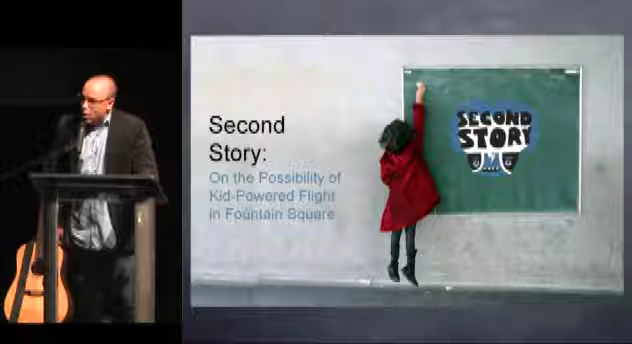 Second
Story:
On the Possibility of
Kid-Powered Flight
in Fountain Square
SECOND
STORY